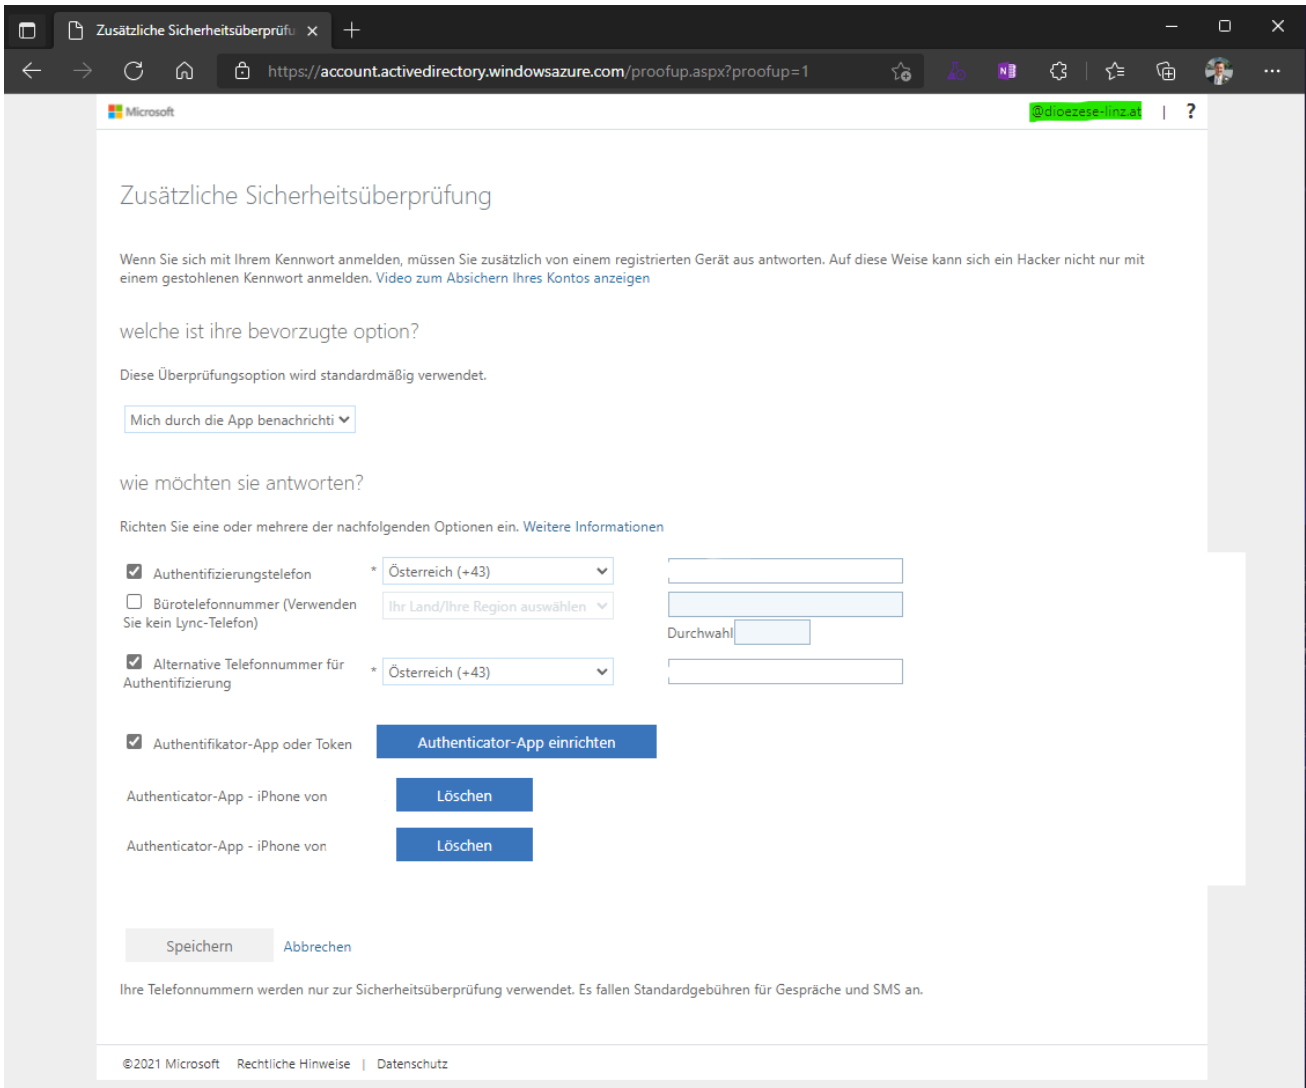 Zusätzliche Sicherheitsüberprüfu
https://account.activedirectory.windowsazure.com/proofup.aspx?proofup=1
Microsoft
@dioezese-linz.at | ?
Zusätzliche Sicherheitsüberprüfung
Wenn Sie sich mit Ihrem Kennwort anmelden, müssen Sie zusätzlich von einem registrierten Gerät aus antworten. Auf diese Weise kann sich ein Hacker nicht nur mit
einem gestohlenen Kennwort anmelden. Video zum Absichern Ihres Kontos anzeigen
welche ist ihre bevorzugte option?
Diese Überprüfungsoption wird standardmäßig verwendet.
Mich durch die App benachrichti
wie möchten sie antworten?
Richten Sie eine oder mehrere der nachfolgenden Optionen ein. Weitere Informationen
Authentifizierungstelefon * Österreich (+43)
Bürotelefonnummer (Verwenden
Sie kein Lync-Telefon)
Ihr Land/Ihre Region auswählen
Durchwahl
Alternative Telefonnummer für
Authentifizierung
* Österreich (+43)
Authentifikator-App oder Token
Authenticator-App einrichten
Authenticator-App - iPhone von
Löschen
Authenticator-App - iPhone von
Löschen
Speichern
Abbrechen
Ihre Telefonnummern werden nur zur Sicherheitsüberprüfung verwendet. Es fallen Standardgebühren für Gespräche und SMS an.
©2021 Microsoft Rechtliche Hinweise | Datenschutz